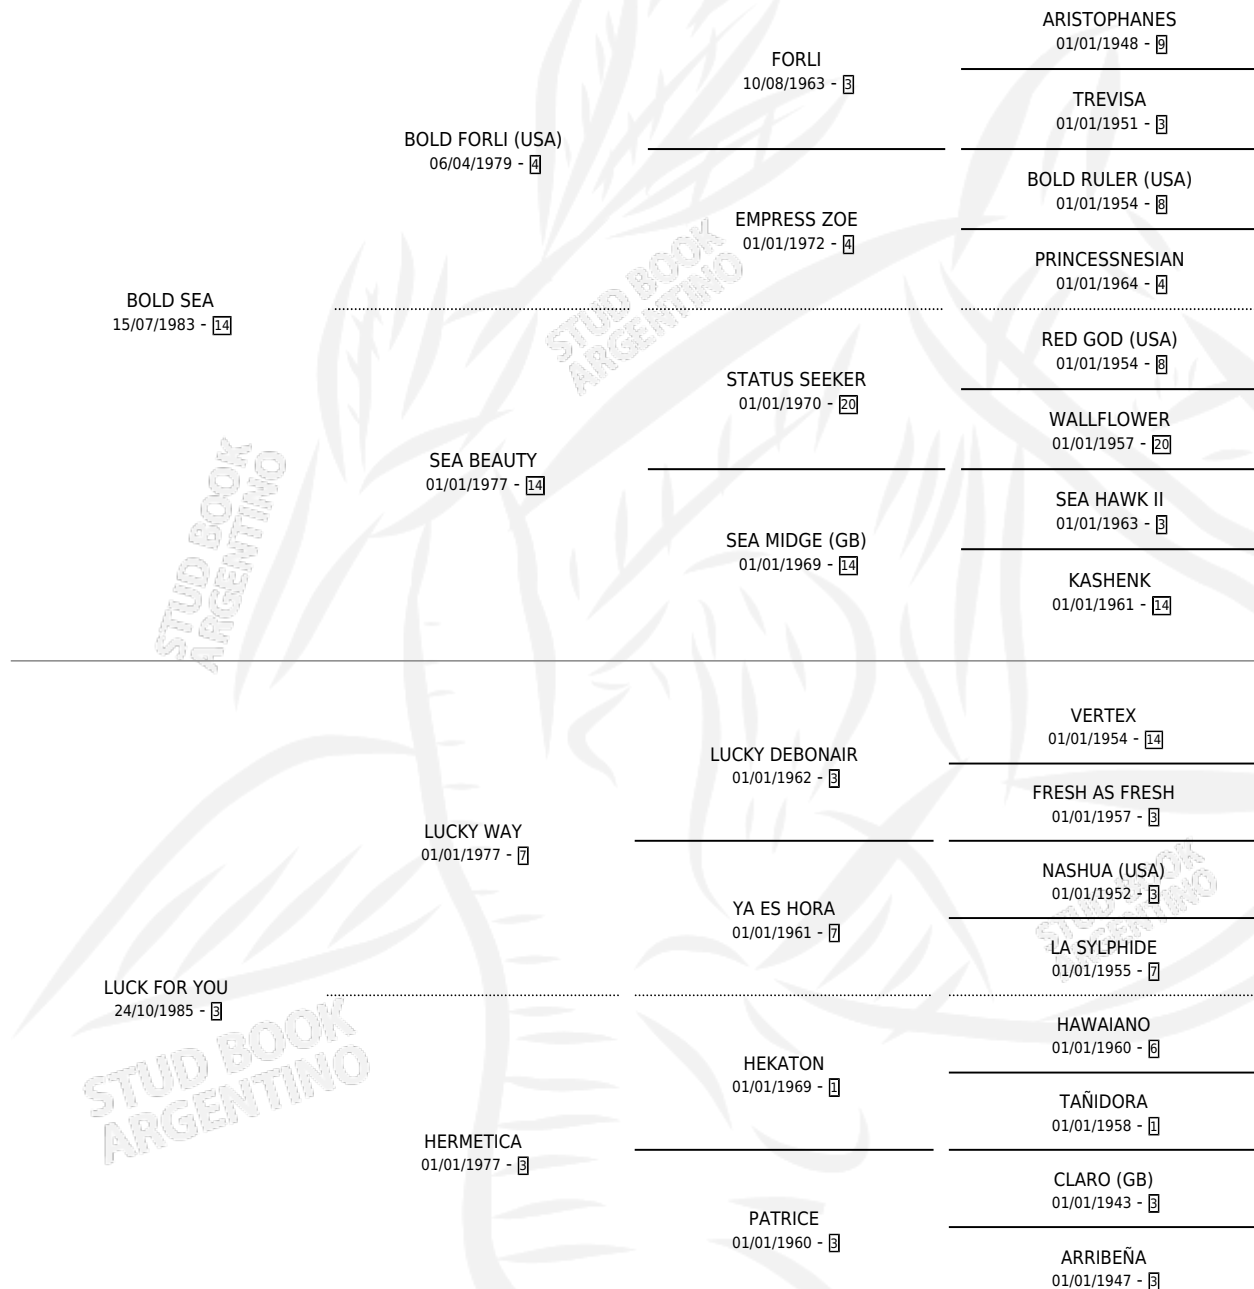 ARISTOPHANES
01/01/1948 - 9
FORLI
10/08/1963 - 3
TREVISA
01/01/1951 - 3
BOLD FORLI (USA)
06/04/1979 - 4
BOLD RULER (USA)
01/01/1954 - 8
EMPRESS ZOE
01/01/1972 - 4
PRINCESSNESIAN
01/01/1964 - 4
BOLD SEA
15/07/1983 - 14
STUD BOOK
ARGENTINO
RED GOD (USA)
01/01/1954 - 8
STATUS SEEKER
01/01/1970 - 20
WALLFLOWER
01/01/1957 - 20
SEA BEAUTY
01/01/1977 - 14
SEA HAWK II
01/01/1963 - 3
SEA MIDGE (GB)
01/01/1969 - 14
KASHENK
01/01/1961 - 14
STUD BOOK
ARGENTINO
VERTEX
01/01/1954 - 14
LUCKY DEBONAIR
01/01/1962 - 3
FRESH AS FRESH
01/01/1957 - 3
LUCKY WAY
01/01/1977 - 7
NASHUA (USA)
01/01/1952 - 3
YA ES HORA
01/01/1961 - 7
STUD BOOK
ARGENTINO
LA SYLPHIDE
01/01/1955 - 7
LUCK FOR YOU
24/10/1985 - 3
STUD BOOK
ARGENTINO
HAWAIANO
01/01/1960 - 6
HEKATON
01/01/1969 - 1
TAÑIDORA
01/01/1958 - 1
HERMETICA
01/01/1977 - 3
CLARO (GB)
01/01/1943 - 3
PATRICE
01/01/1960 - 3
ARRIBEÑA
01/01/1947 - 3